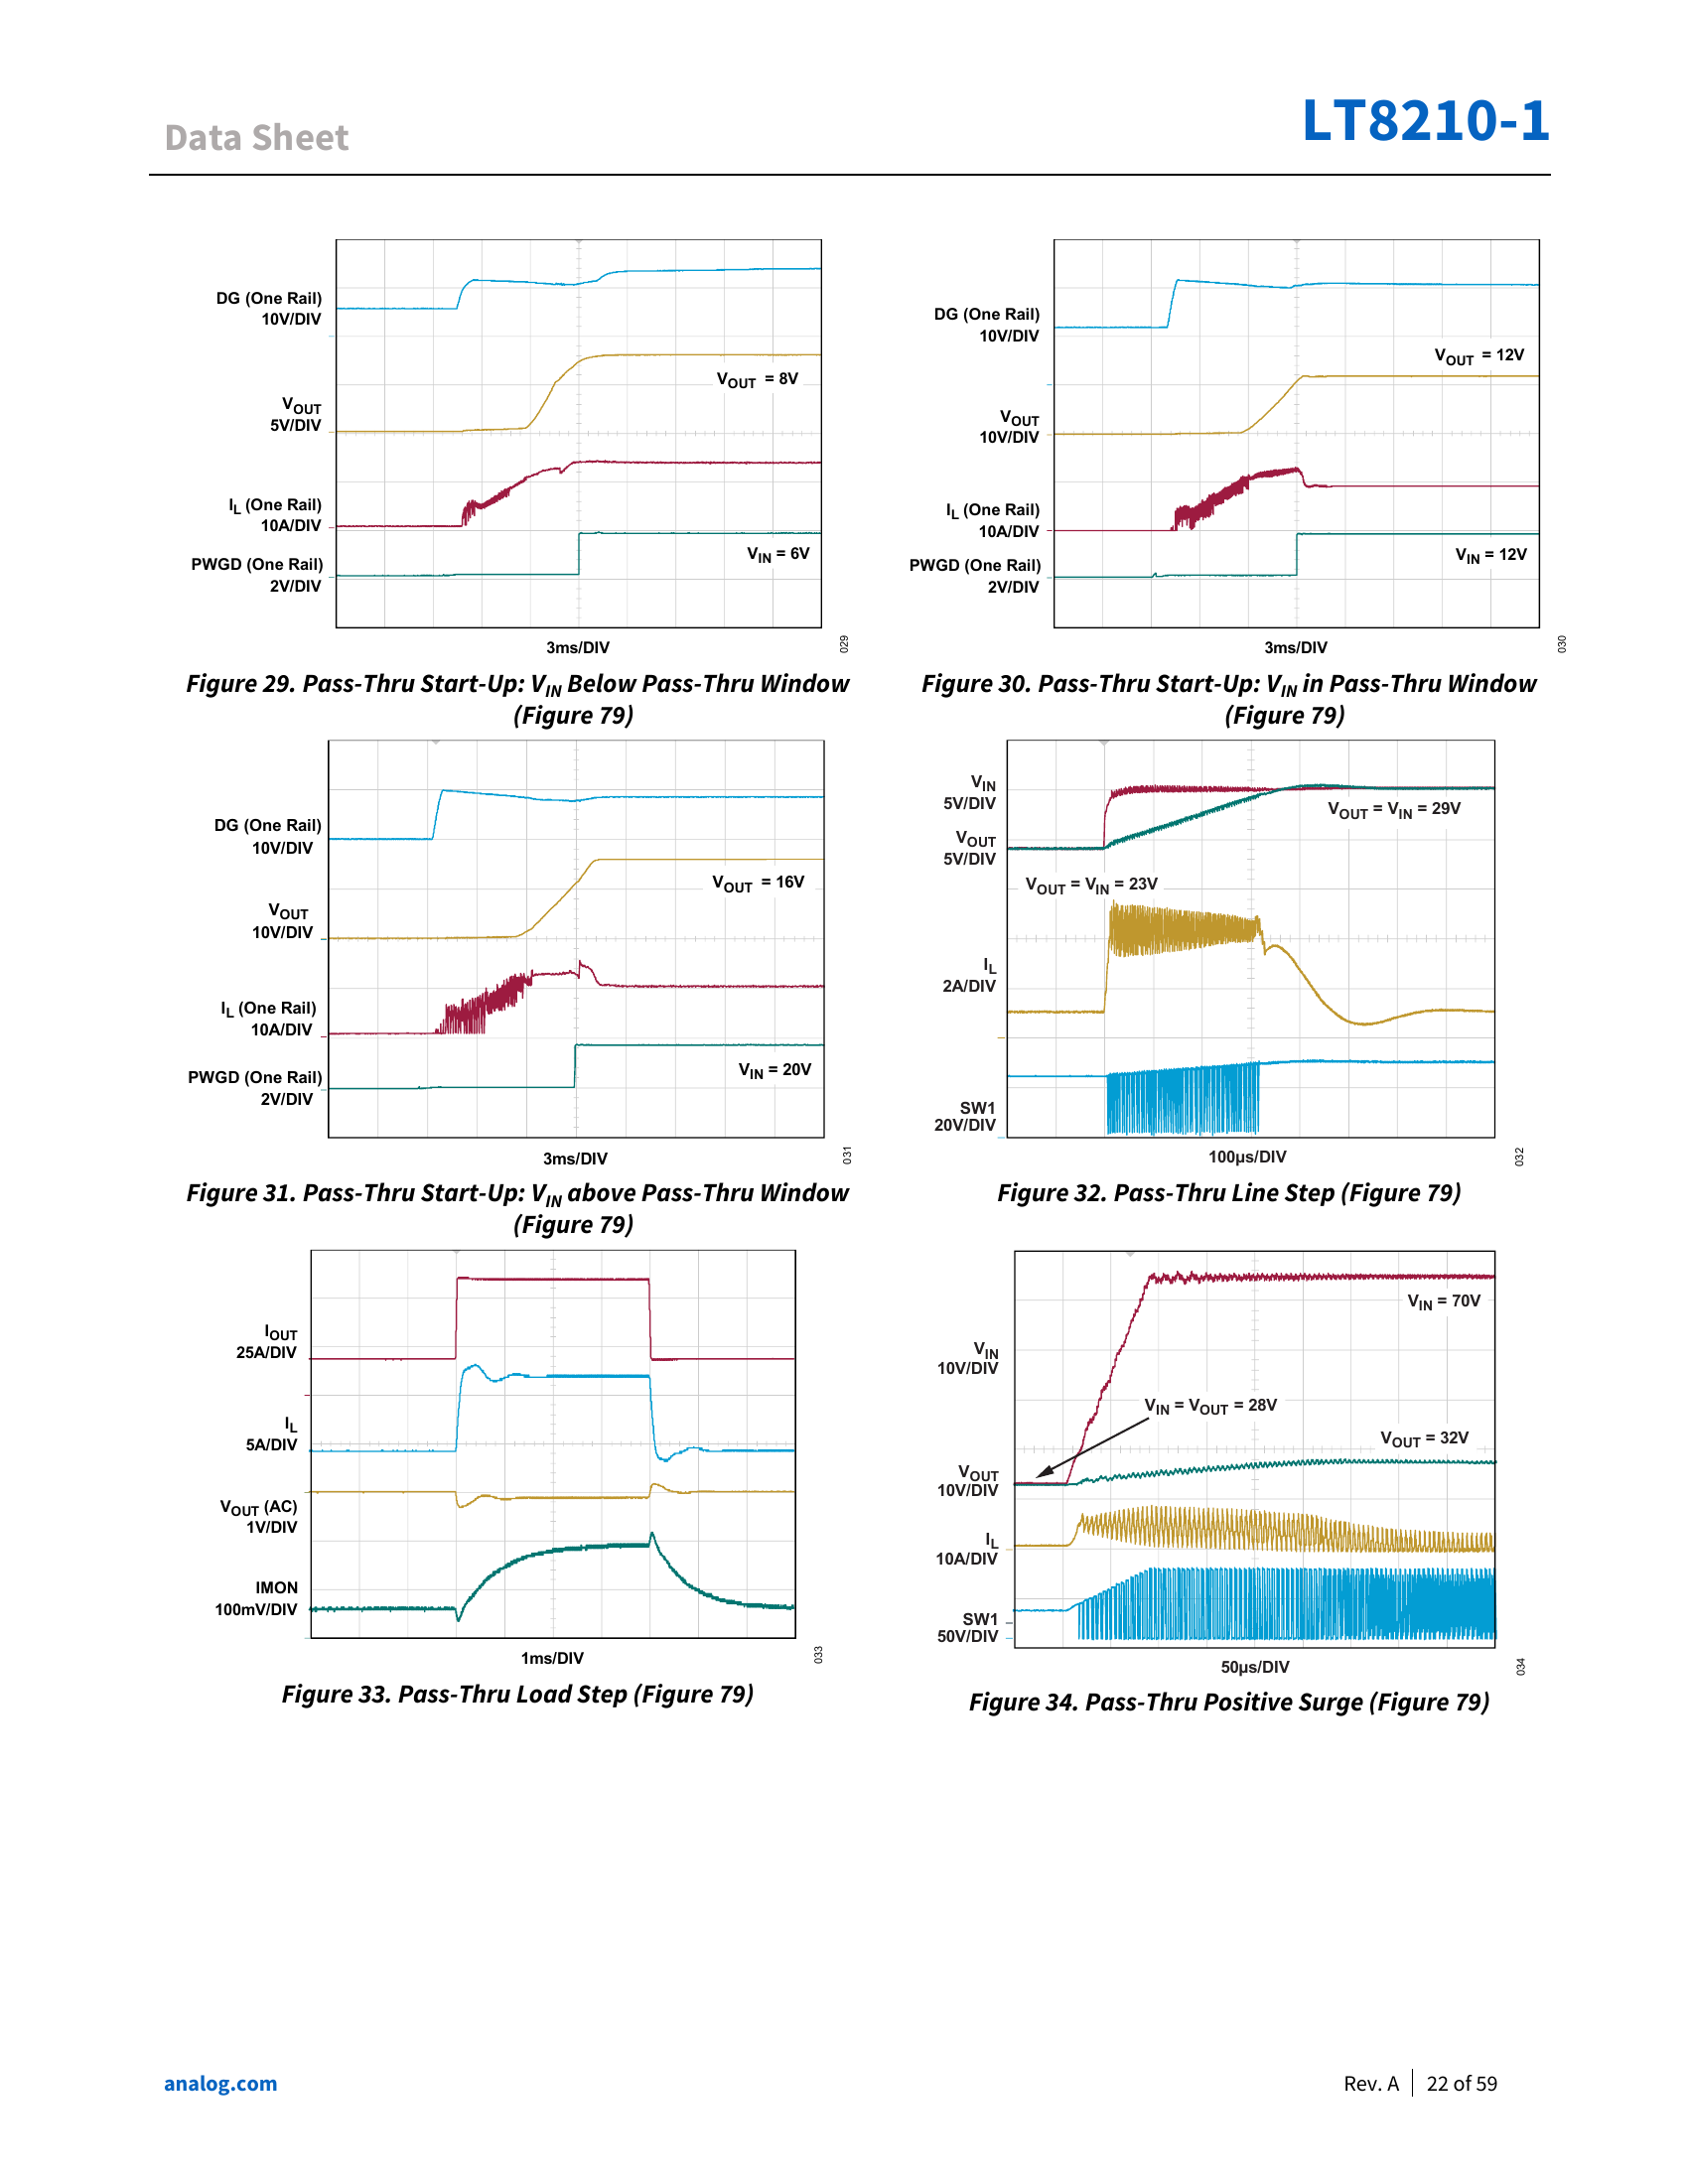 Data Sheet
LT8210-1
DG (One Rail)
10V/DIV
VOUT
5V/DIV
VOUT = 8V
IL (One Rail)
10A/DIV
PWGD (One Rail)
2V/DIV
VIN = 6V
3ms/DIV
029
Figure 29. Pass-Thru Start-Up: VIN Below Pass-Thru Window
(Figure 79)
DG (One Rail)
10V/DIV
VOUT = 12V
VOUT
10V/DIV
IL (One Rail)
10A/DIV
PWGD (One Rail)
2V/DIV
VIN = 12V
3ms/DIV
030
Figure 30. Pass-Thru Start-Up: VIN in Pass-Thru Window
(Figure 79)
DG (One Rail)
10V/DIV
VOUT = 16V
VOUT
10V/DIV
IL (One Rail)
10A/DIV
PWGD (One Rail)
2V/DIV
VIN = 20V
3ms/DIV
031
Figure 31. Pass-Thru Start-Up: VIN above Pass-Thru Window
(Figure 79)
VIN
5V/DIV
VOUT
5V/DIV
VOUT = VIN = 29V
VOUT = VIN = 23V
IL
2A/DIV
SW1
20V/DIV
100µs/DIV
032
Figure 32. Pass-Thru Line Step (Figure 79)
IOUT
25A/DIV
IL
5A/DIV
VOUT (AC)
1V/DIV
IMON
100mV/DIV
1ms/DIV
033
Figure 33. Pass-Thru Load Step (Figure 79)
VIN = 70V
VIN
10V/DIV
VIN = VOUT = 28V
VOUT = 32V
VOUT
10V/DIV
IL
10A/DIV
SW1
50V/DIV
50µs/DIV
034
Figure 34. Pass-Thru Positive Surge (Figure 79)
analog.com
Rev. A | 22 of 59